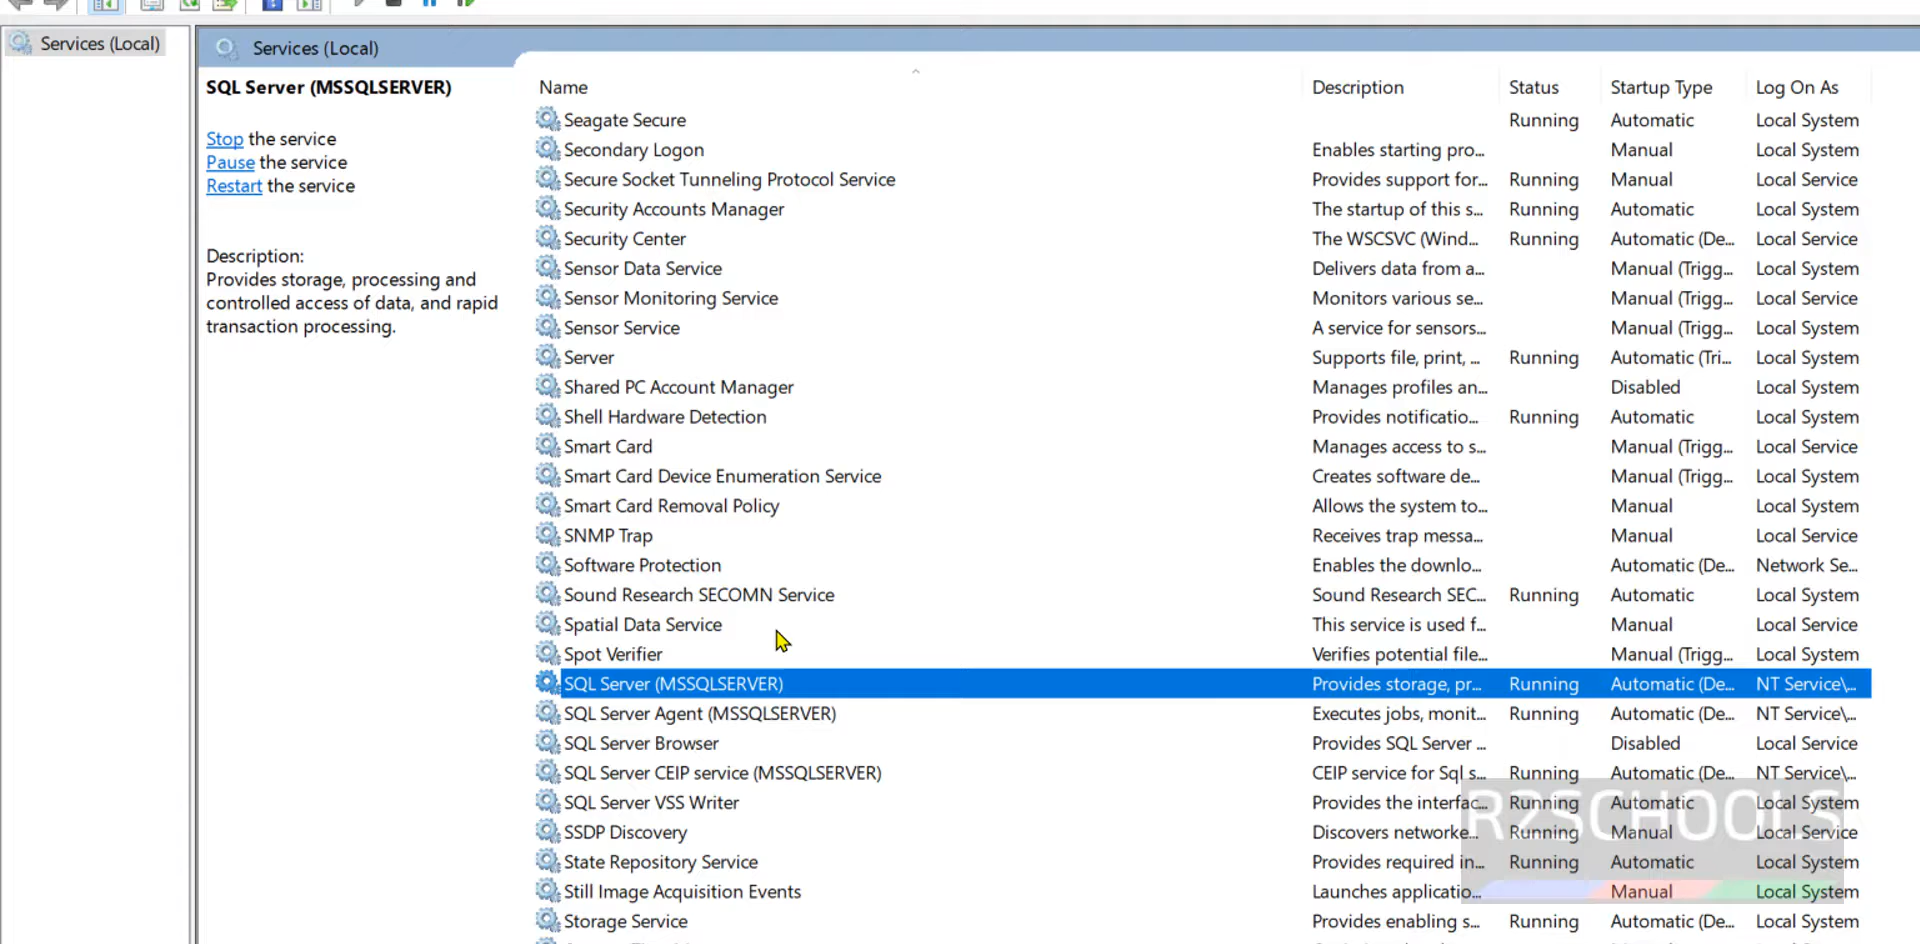 Services (Local)
Services (Local)
SQL Server (MSSQLSERVER)
Stop the service
Pause the service
Restart the service
Description:
Provides storage, processing and
controlled access of data, and rapid
transaction processing.
Name Description Status Startup Type Log On As
Seagate Secure Running Automatic Local System
Secondary Logon Enables starting pro... Manual Local System
Secure Socket Tunneling Protocol Service Provides support for... Running Manual Local Service
Security Accounts Manager The startup of this s... Running Automatic Local System
Security Center The WSCSVC (Wind... Running Automatic (De... Local Service
Sensor Data Service Delivers data from a... Manual (Trigg... Local System
Sensor Monitoring Service Monitors various se... Manual (Trigg... Local Service
Sensor Service A service for sensors... Manual (Trigg... Local System
Server Supports file, print, ... Running Automatic (Tri... Local System
Shared PC Account Manager Manages profiles an... Disabled Local System
Shell Hardware Detection Provides notificatio... Running Automatic Local System
Smart Card Manages access to s... Manual (Trigg... Local Service
Smart Card Device Enumeration Service Creates software de... Manual (Trigg... Local System
Smart Card Removal Policy Allows the system to... Manual Local System
SNMP Trap Receives trap messa... Manual Local Service
Software Protection Enables the downlo... Automatic (De... Network Se...
Sound Research SECOMN Service Sound Research SEC... Running Automatic Local System
Spatial Data Service This service is used f... Manual Local Service
Spot Verifier Verifies potential file... Manual (Trigg... Local System
SQL Server (MSSQLSERVER) Provides storage, pr... Running Automatic (De... NT Service\...
SQL Server Agent (MSSQLSERVER) Executes jobs, monit... Running Automatic (De... NT Service\...
SQL Server Browser Provides SQL Server ... Disabled Local Service
SQL Server CEIP service (MSSQLSERVER) CEIP service for Sql s... Running Automatic (De... NT Service\...
SQL Server VSS Writer Provides the interfac... Running Automatic Local System
R2SCHOOLS
SSDP Discovery Discovers networke... Running Manual Local Service
State Repository Service Provides required in... Running Automatic Local System
Still Image Acquisition Events Launches applicatio... Manual Local System
Storage Service Provides enabling s... Running Automatic (De... Local System